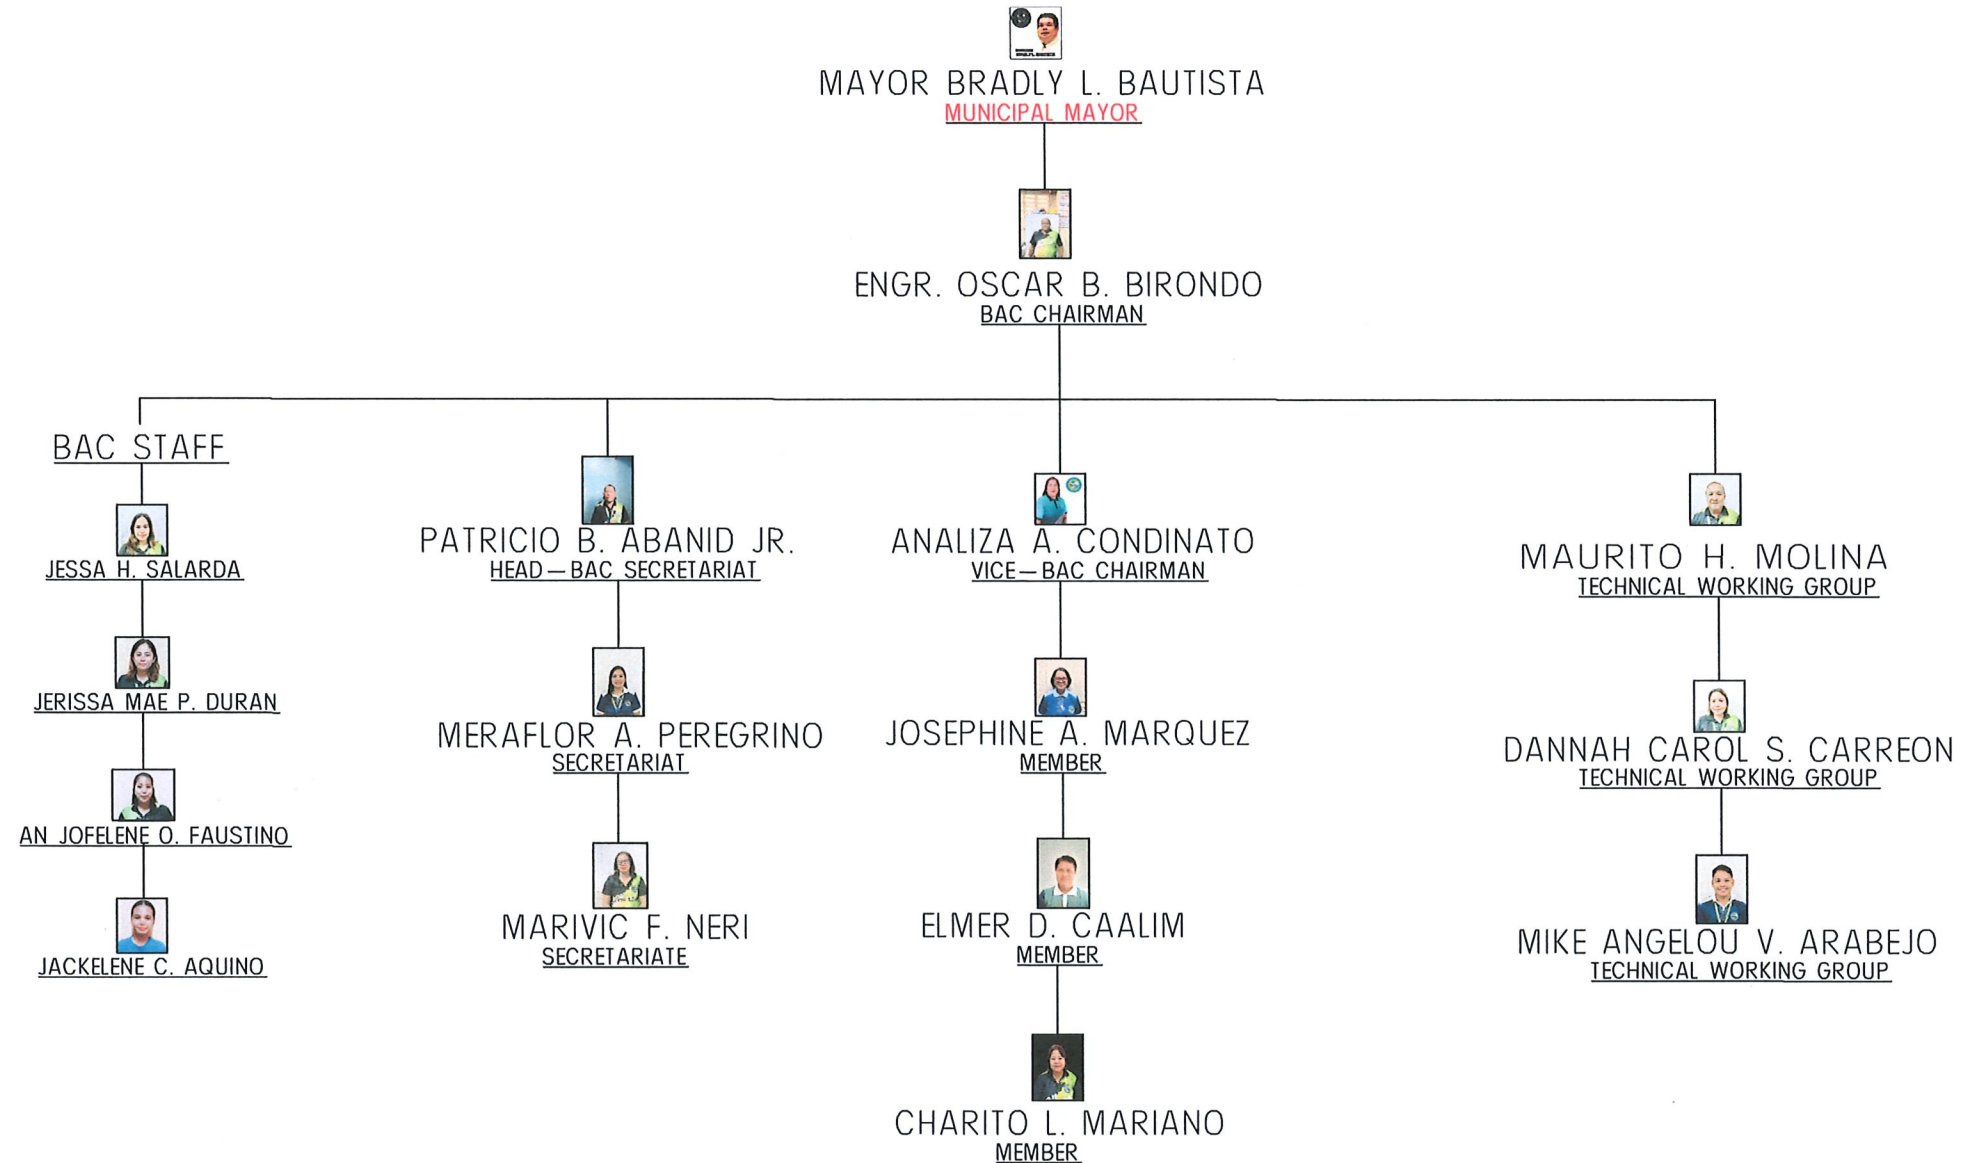 MAYOR BRADLY L. BAUTISTA
MUNICIPAL MAYOR
ENGR. OSCAR B. BIRONDO
BAC CHAIRMAN
BAC STAFF
JESSA H. SALARDA
JERISSA MAE P. DURAN
AN JOFELENE O. FAUSTINO
JACKELENE C. AQUINO
PATRICIO B. ABANID JR.
HEAD-BAC SECRETARIAT
MERAFLOR A. PEREGRINO
SECRETARIAT
MARIVIC F. NERI
SECRETARIATE
ANALIZA A. CONDINATO
VICE-BAC CHAIRMAN
JOSEPHINE A. MARQUEZ
MEMBER
ELMER D. CAALIM
MEMBER
CHARITO L. MARIANO
MEMBER
MAURITO H. MOLINA
TECHNICAL WORKING GROUP
DANNAH CAROL S. CARREON
TECHNICAL WORKING GROUP
MIKE ANGELOU V. ARABEJO
TECHNICAL WORKING GROUP